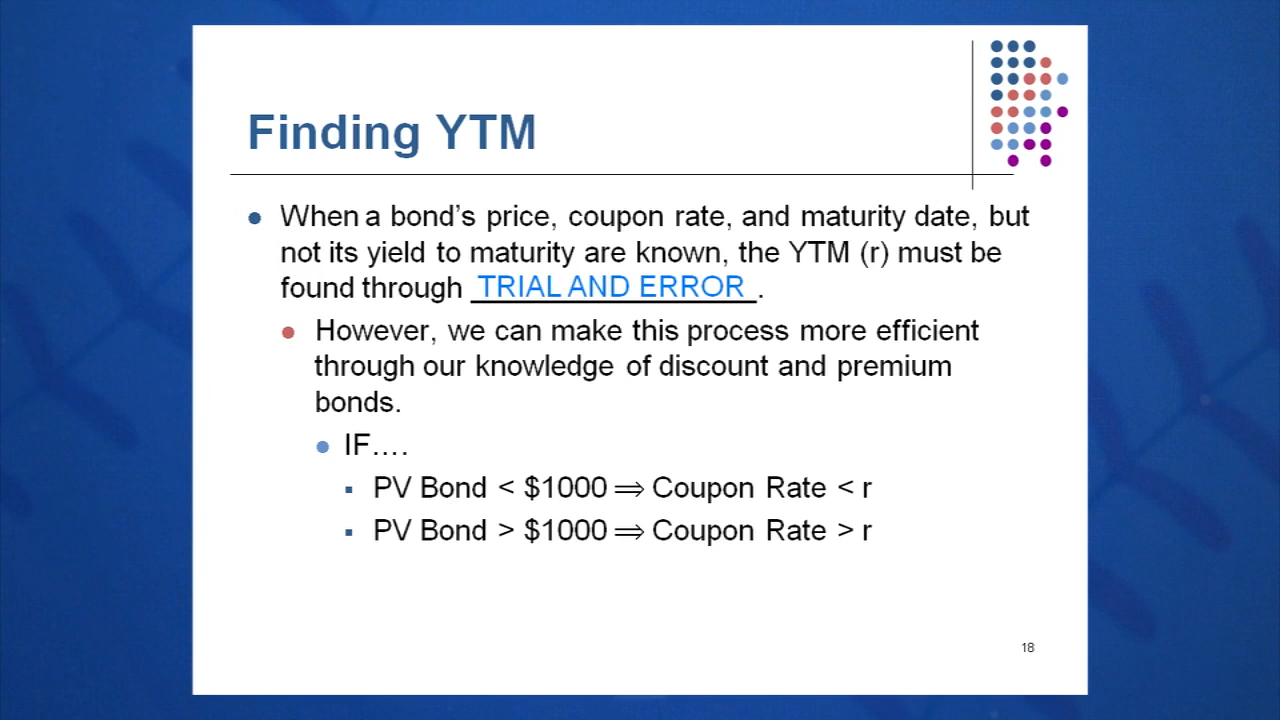 Finding YTM
When a bond’s price, coupon rate, and maturity date, but
not its yield to maturity are known, the YTM (r) must be
found through TRIAL AND ERROR.
However, we can make this process more efficient
through our knowledge of discount and premium
bonds.
IF….
PV Bond < $1000 ⇒ Coupon Rate < r
PV Bond > $1000 ⇒ Coupon Rate > r
18